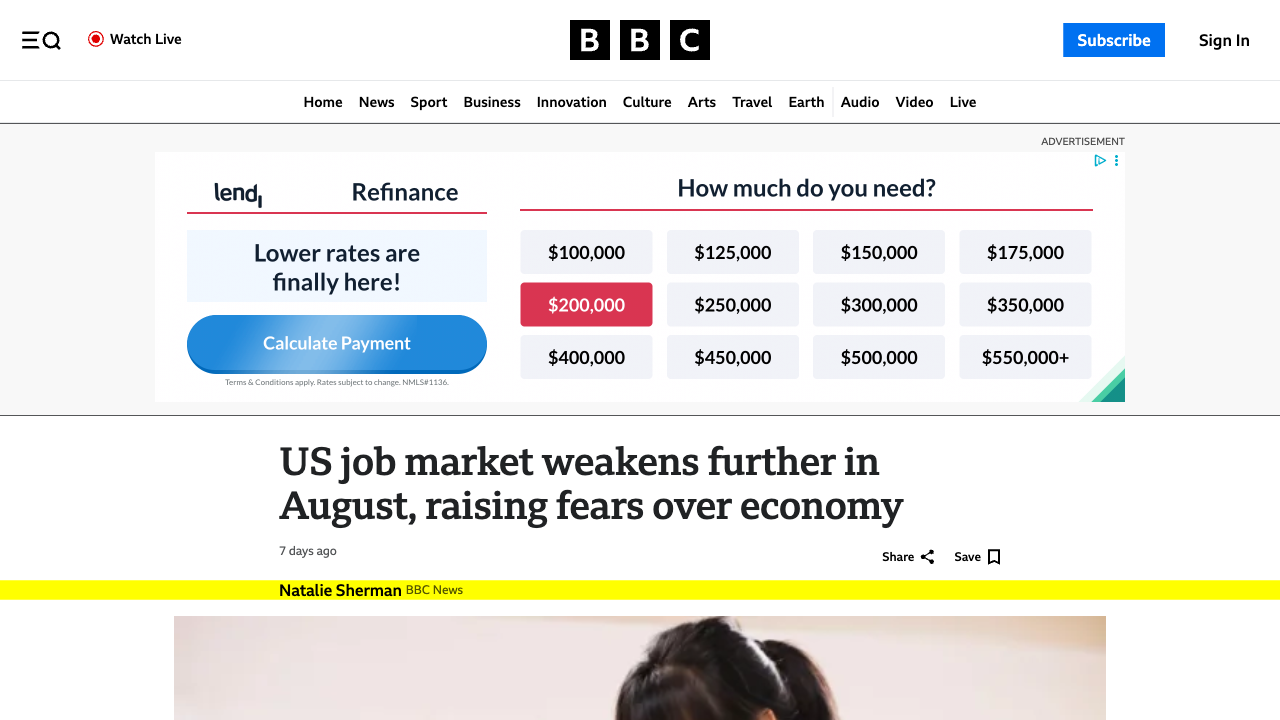 Watch Live
BBC
Subscribe
Sign In
Home News Sport Business Innovation Culture Arts Travel Earth Audio Video Live
ADVERTISEMENT
lendi
Refinance
Lower rates are
finally here!
Calculate Payment
Terms & Conditions apply. Rates subject to change. NMLS#1136.
How much do you need?
$100,000 $125,000 $150,000 $175,000
$200,000 $250,000 $300,000 $350,000
$400,000 $450,000 $500,000 $550,000+
US job market weakens further in
August, raising fears over economy
7 days ago
Share Save
Natalie Sherman BBC News